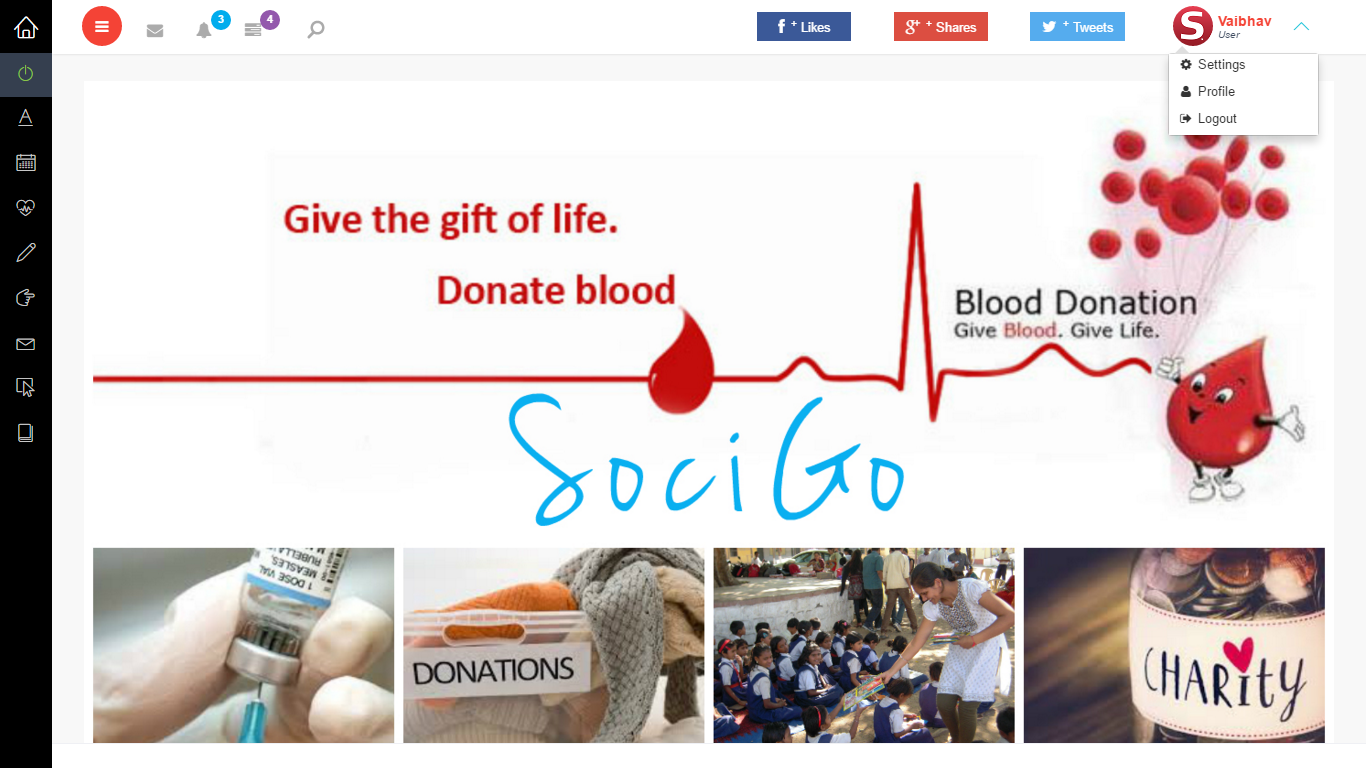 3
4
+ Likes
+ Shares
+ Tweets
S
Vaibhav
User
Settings
Profile
Logout
Give the gift of life.
Donate blood
Blood Donation
Give Blood. Give Life.
SociGo
1 DOSE VIAL
MEASLES,
RUBELLA
DONATIONS
CHARity